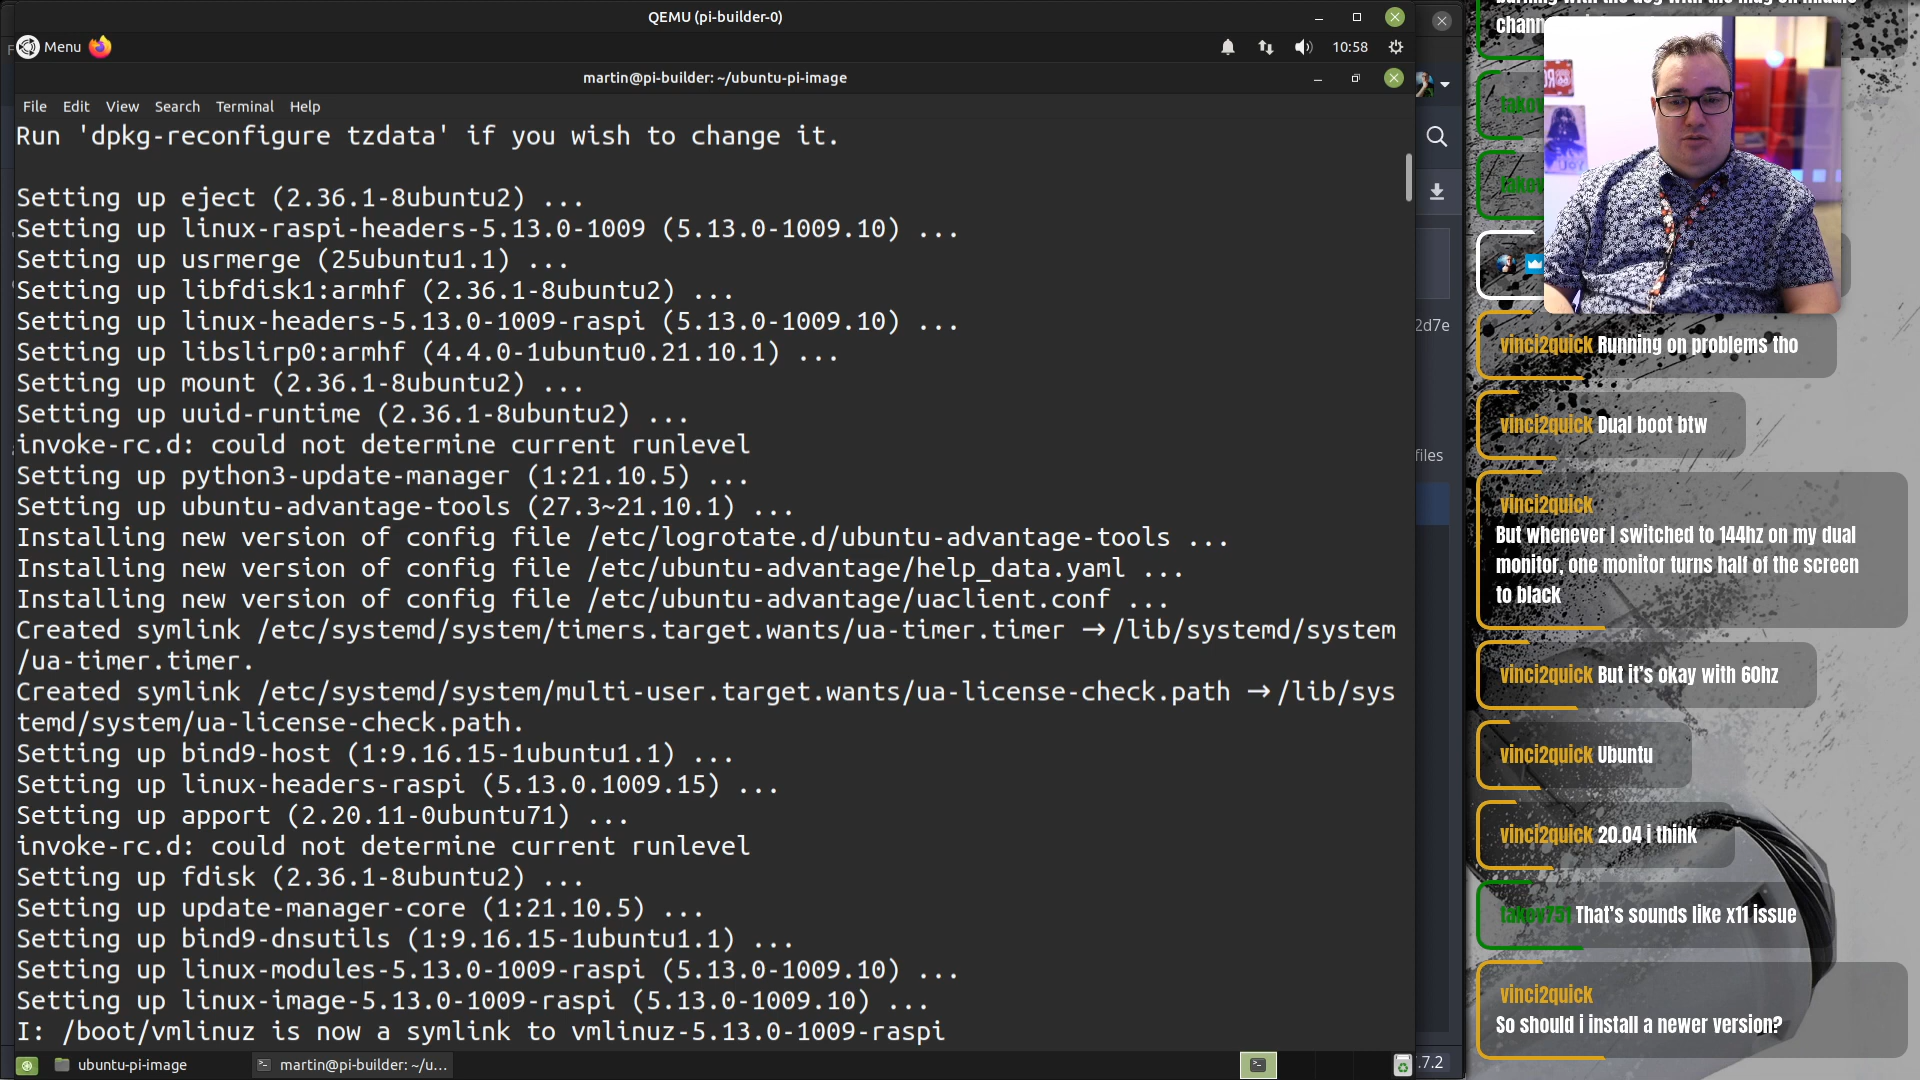 QEMU (pi-builder-0)
Menu
10:58
martin@pi-builder: ~/ubuntu-pi-image
File Edit View Search Terminal Help
Run 'dpkg-reconfigure tzdata' if you wish to change it.
Setting up eject (2.36.1-8ubuntu2) ...
Setting up linux-raspi-headers-5.13.0-1009 (5.13.0-1009.10) ...
Setting up usrmerge (25ubuntu1.1) ...
Setting up libfdisk1:armhf (2.36.1-8ubuntu2) ...
Setting up linux-headers-5.13.0-1009-raspi (5.13.0-1009.10) ...
Setting up libslirp0:armhf (4.4.0-1ubuntu0.21.10.1) ...
Setting up mount (2.36.1-8ubuntu2) ...
Setting up uuid-runtime (2.36.1-8ubuntu2) ...
invoke-rc.d: could not determine current runlevel
Setting up python3-update-manager (1:21.10.5) ...
Setting up ubuntu-advantage-tools (27.3~21.10.1) ...
Installing new version of config file /etc/logrotate.d/ubuntu-advantage-tools ...
Installing new version of config file /etc/ubuntu-advantage/help_data.yaml ...
Installing new version of config file /etc/ubuntu-advantage/uaclient.conf ...
Created symlink /etc/systemd/system/timers.target.wants/ua-timer.timer → /lib/systemd/system
/ua-timer.timer.
Created symlink /etc/systemd/system/multi-user.target.wants/ua-license-check.path → /lib/sys
temd/system/ua-license-check.path.
Setting up bind9-host (1:9.16.15-1ubuntu1.1) ...
Setting up linux-headers-raspi (5.13.0.1009.15) ...
Setting up apport (2.20.11-0ubuntu71) ...
invoke-rc.d: could not determine current runlevel
Setting up fdisk (2.36.1-8ubuntu2) ...
Setting up update-manager-core (1:21.10.5) ...
Setting up bind9-dnsutils (1:9.16.15-1ubuntu1.1) ...
Setting up linux-modules-5.13.0-1009-raspi (5.13.0-1009.10) ...
Setting up linux-image-5.13.0-1009-raspi (5.13.0-1009.10) ...
I: /boot/vmlinuz is now a symlink to vmlinuz-5.13.0-1009-raspi
ubuntu-pi-image
martin@pi-builder: ~/u...
2d7e
files
.7.2
vinci2quick Running on problems tho
vinci2quick Dual boot btw
vinci2quick
But whenever I switched to 144hz on my dual
monitor, one monitor turns half of the screen
to black
vinci2quick But it's okay with 60hz
vinci2quick Ubuntu
vinci2quick 20.04 i think
takev751 That's sounds like x11 issue
vinci2quick
So should i install a newer version?